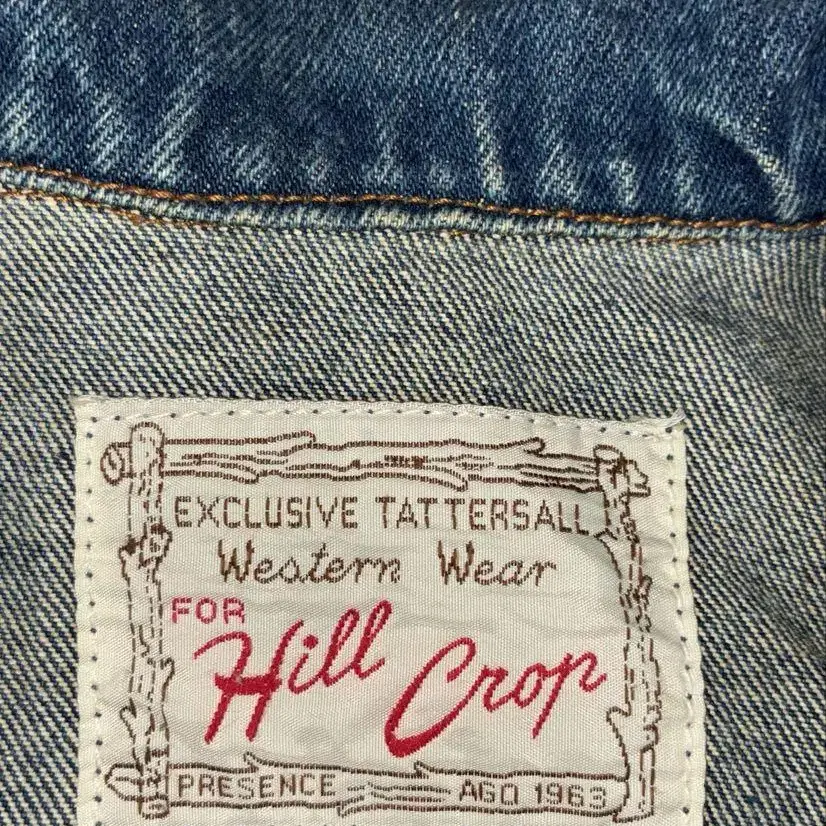 EXCLUSIVE TATTERSALL
Western Wear
FOR
Hill Crop
PRESENCE AGO 1963